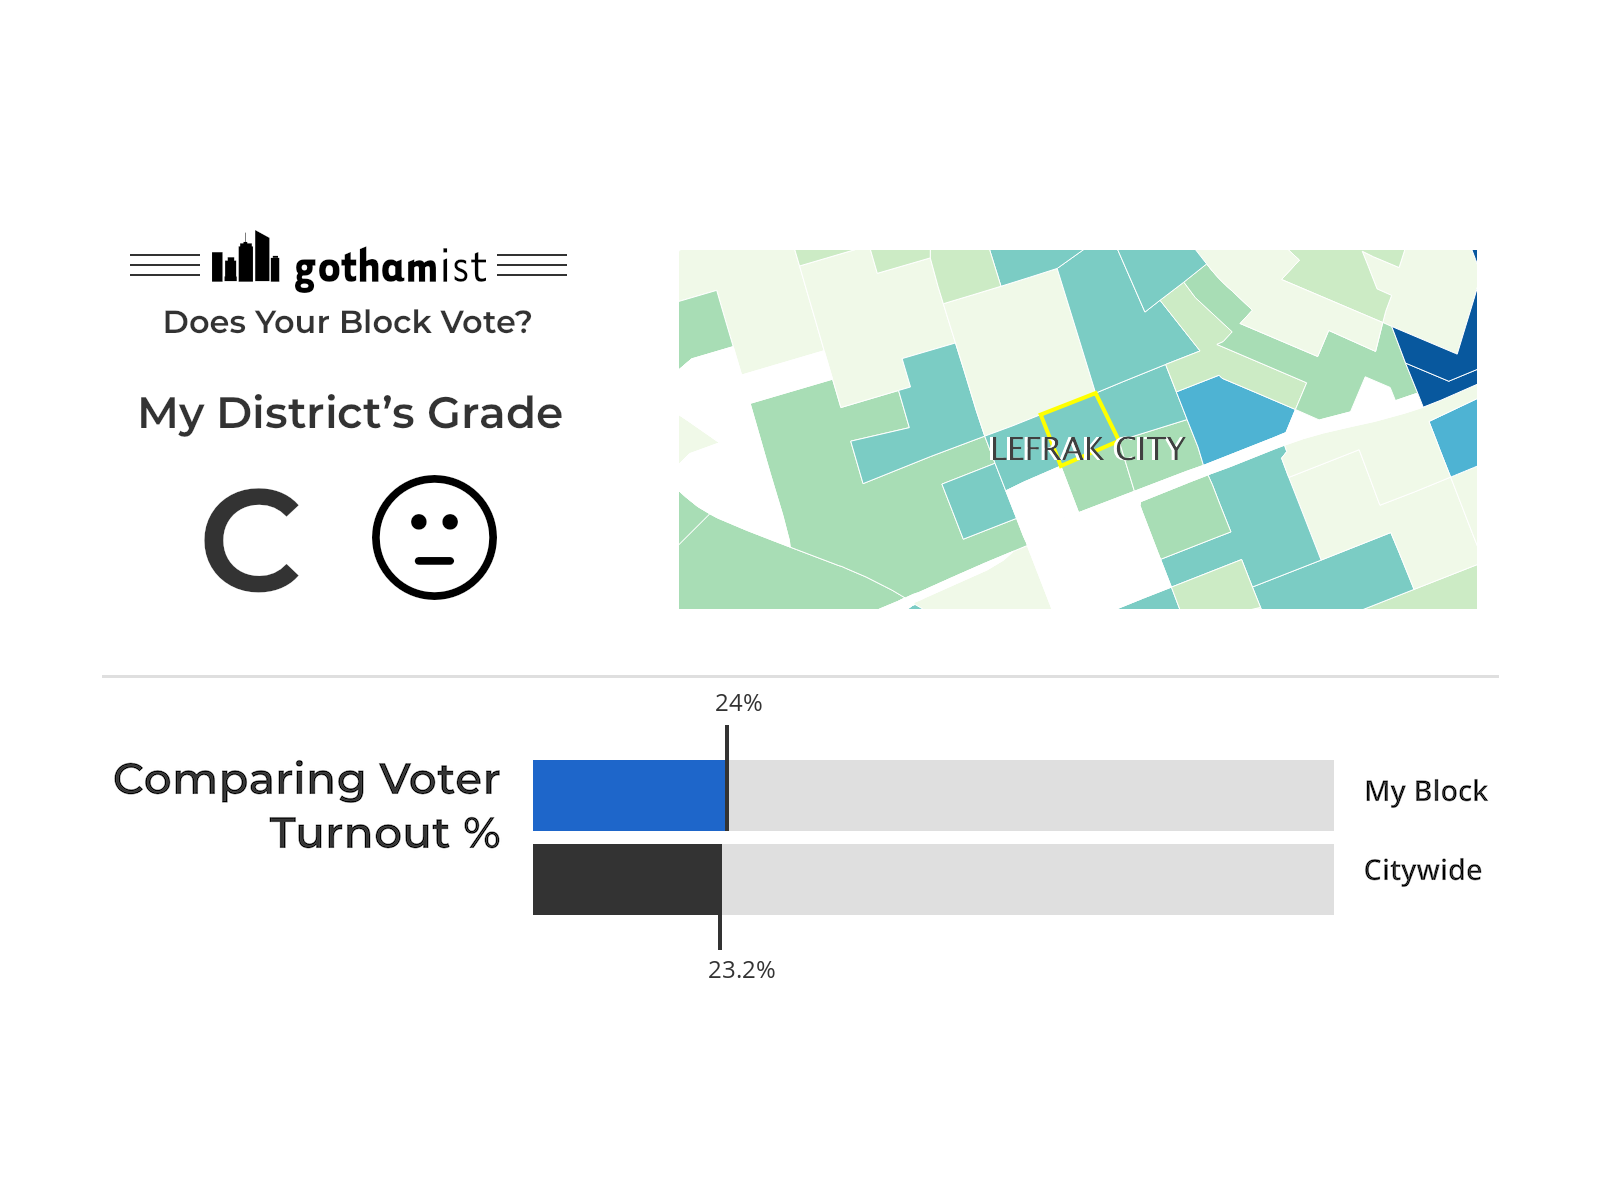 gothamist
Does Your Block Vote?
My District’s Grade
C
LEFRAK CITY
24%
Comparing Voter
Turnout %
My Block
Citywide
23.2%